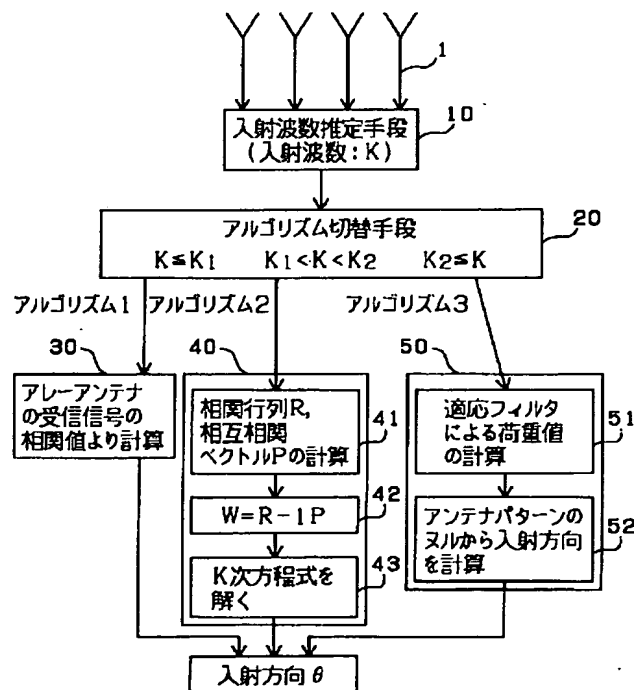 1
10
入射波数推定手段
(入射波数：K)
20
アルゴリズム切替手段
K≦K1 K1<K<K2 K2≦K
アルゴリズム1
アルゴリズム2
アルゴリズム3
30
アレーアンテナ
の受信信号の
相関値より計算
40
相関行列R，
相互相関
ベクトルPの計算
41
W=R-1P
42
K次方程式を
解く
43
50
適応フィルタ
による荷重値
の計算
51
アンテナパターンの
ヌルから入射方向
を計算
52
入射方向θ